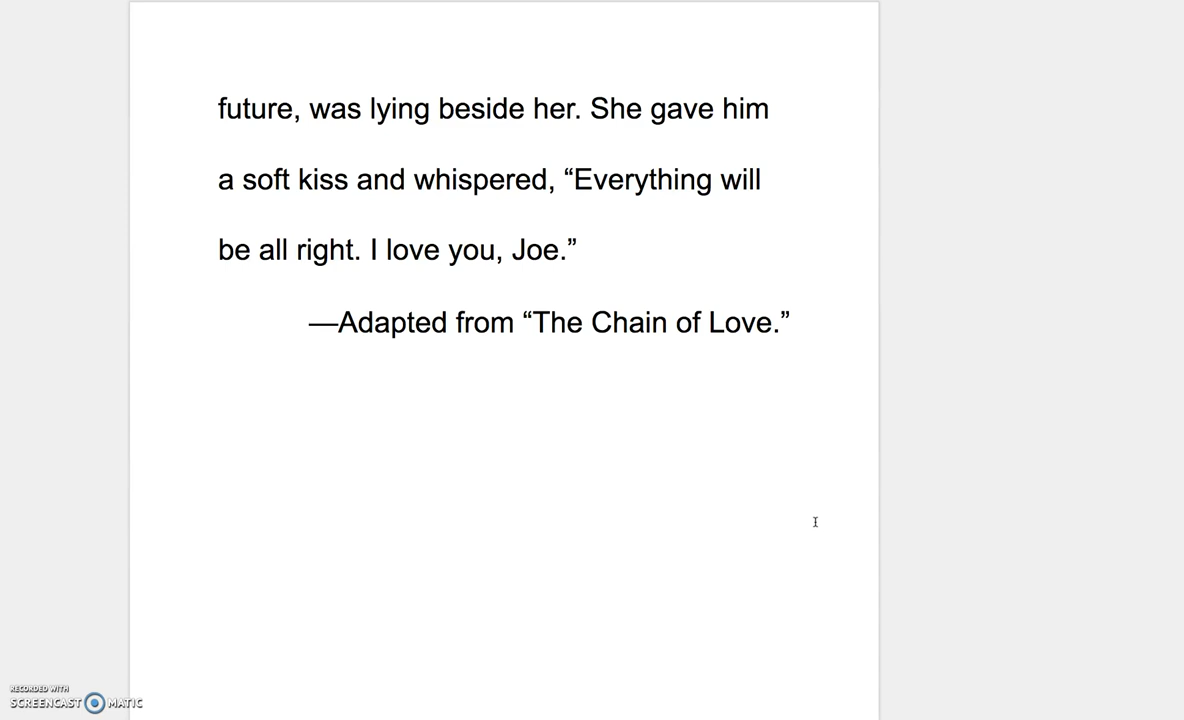 future, was lying beside her. She gave him
a soft kiss and whispered, “Everything will
be all right. I love you, Joe.”
—Adapted from “The Chain of Love.”
RECORDED WITH
SCREENCAST MATIC